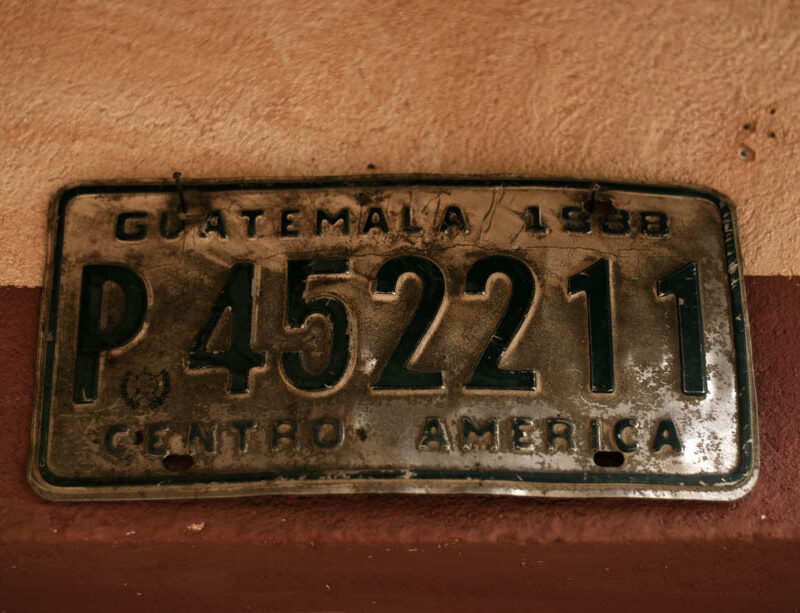 GUATEMALA 1988
P 452211
CENTRO AMERICA